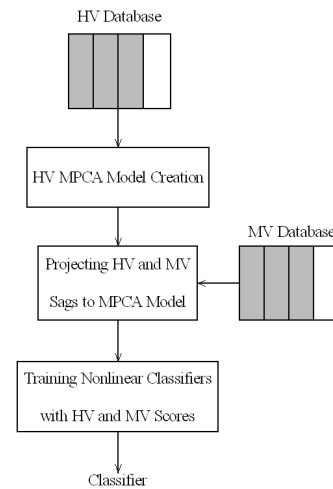 HV Database
HV MPCA Model Creation
MV Database
Projecting HV and MV
Sags to MPCA Model
Training Nonlinear Classifiers
with HV and MV Scores
Classifier